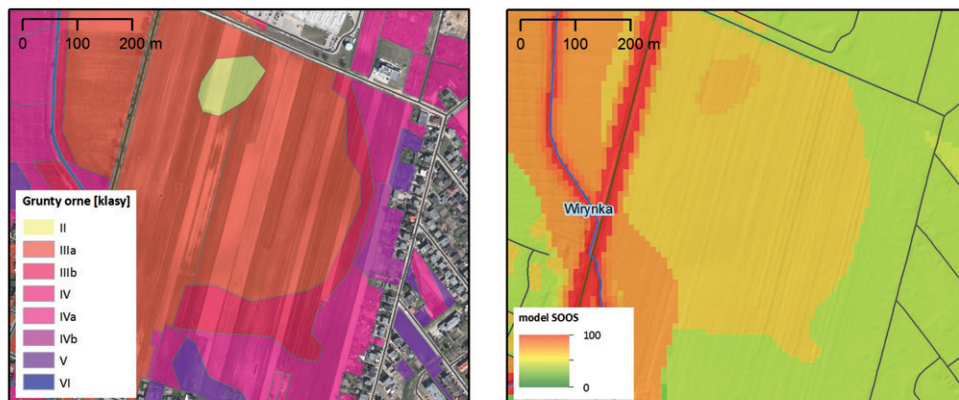 0 100 200 m
Grunty orne [klasy]
II
IIIa
IIIb
IV
IVa
IVb
V
VI
0 100 200 m
Wirynka
model SOOS
100
0